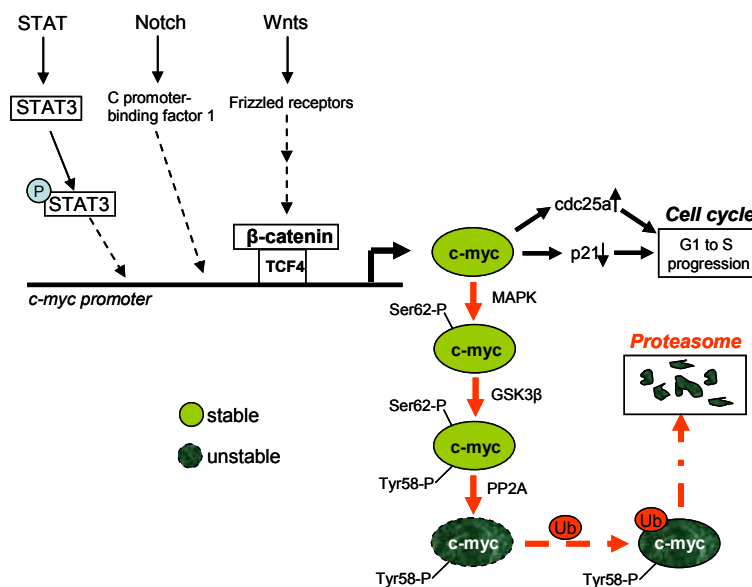 STAT
Notch
Wnts
STAT3
C promoter-
binding factor 1
Frizzled receptors
P
STAT3
β-catenin
TCF4
c-myc promoter
c-myc
cdc25a
p21
Cell cycle
G1 to S
progression
MAPK
Ser62-P
c-myc
GSK3β
Ser62-P
c-myc
Tyr58-P
PP2A
c-myc
Tyr58-P
Ub
Ub
c-myc
Tyr58-P
Proteasome
stable
unstable